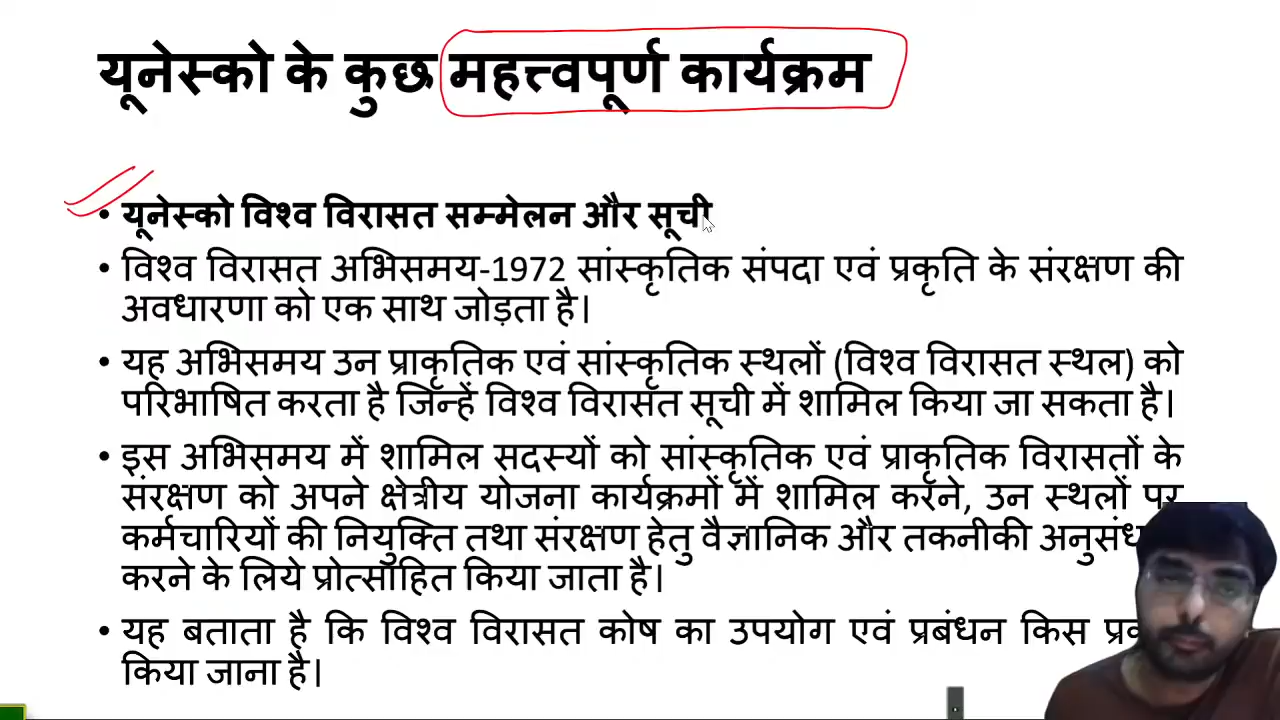 यूनेस्को के कुछ महत्त्वपूर्ण कार्यक्रम
• यूनेस्को विश्व विरासत सम्मेलन और सूची
• विश्व विरासत अभिसमय-1972 सांस्कृतिक संपदा एवं प्रकृति के संरक्षण की
अवधारणा को एक साथ जोड़ता है।
• यह अभिसमय उन प्राकृतिक एवं सांस्कृतिक स्थलों (विश्व विरासत स्थल) को
परिभाषित करता है जिन्हें विश्व विरासत सूची में शामिल किया जा सकता है।
• इस अभिसमय में शामिल सदस्यों को सांस्कृतिक एवं प्राकृतिक विरासतों के
संरक्षण को अपने क्षेत्रीय योजना कार्यक्रमों में शामिल करने, उन स्थलों पर
कर्मचारियों की नियुक्ति तथा संरक्षण हेतु वैज्ञानिक और तकनीकी
करने के लिये प्रोत्साहित किया जाता है।
• यह बताता है कि विश्व विरासत कोष का उपयोग एवं प्रबंधन किस
किया जाना है।